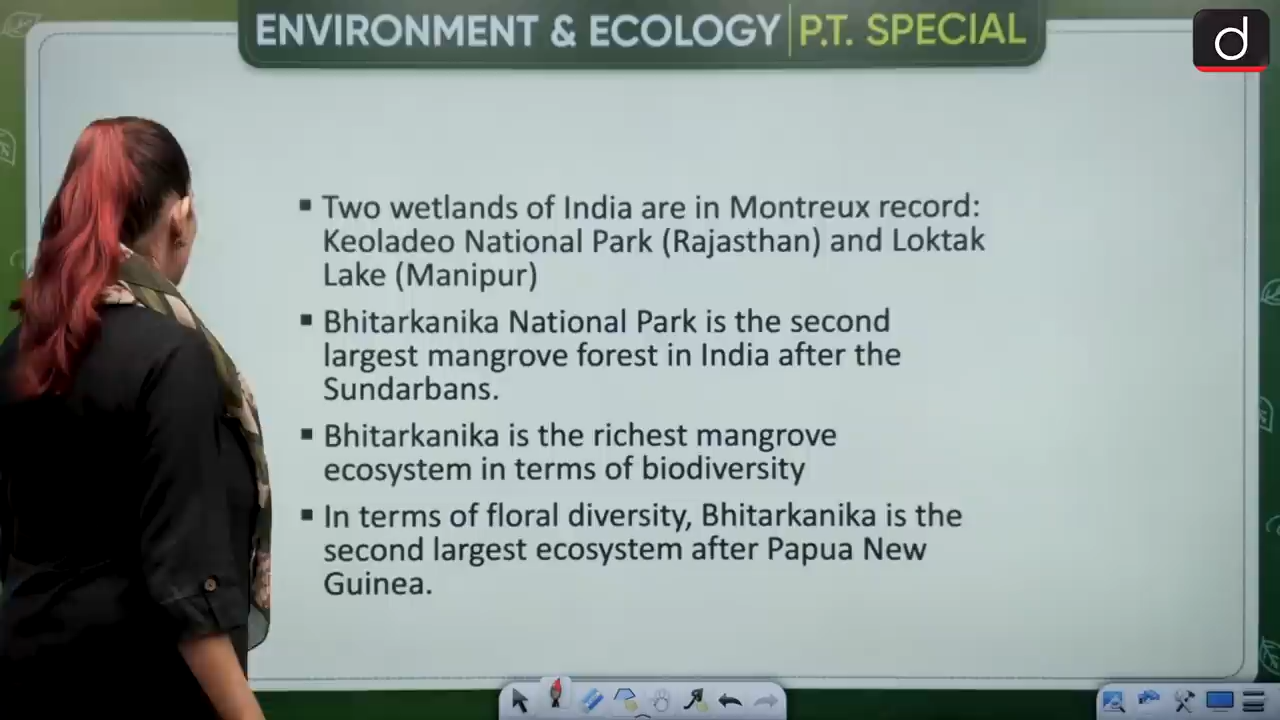 ENVIRONMENT & ECOLOGY | P.T. SPECIAL
d
▪ Two wetlands of India are in Montreux record:
Keoladeo National Park (Rajasthan) and Loktak
Lake (Manipur)
▪ Bhitarkanika National Park is the second
largest mangrove forest in India after the
Sundarbans.
▪ Bhitarkanika is the richest mangrove
ecosystem in terms of biodiversity
▪ In terms of floral diversity, Bhitarkanika is the
second largest ecosystem after Papua New
Guinea.